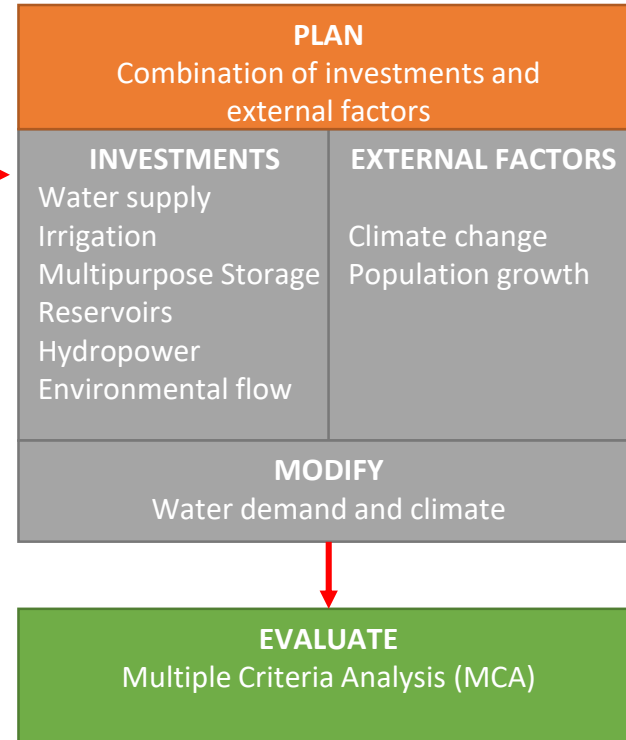 PLAN
Combination of investments and
external factors
INVESTMENTS
Water supply
Irrigation
Multipurpose Storage
Reservoirs
Hydropower
Environmental flow
EXTERNAL FACTORS
Climate change
Population growth
MODIFY
Water demand and climate
EVALUATE
Multiple Criteria Analysis (MCA)